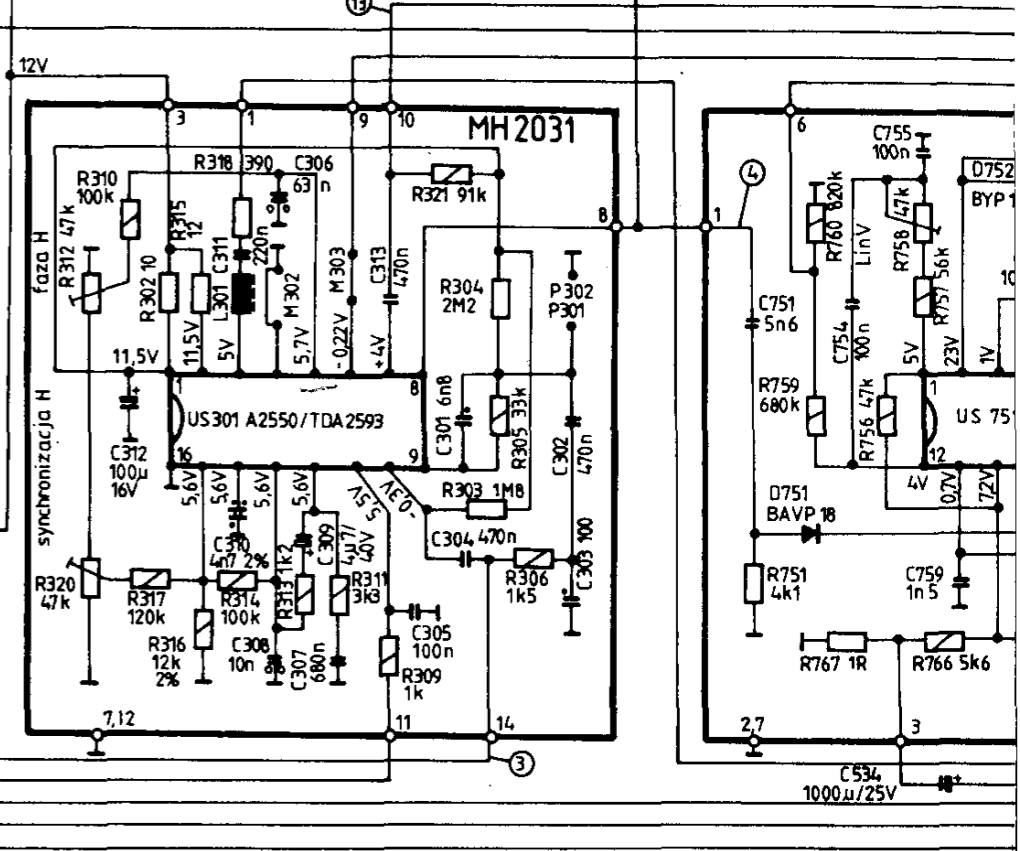 13
12V
3
1
9
10
MH2031
6
C755
100n
4
D752
BYP 1
R310
100k
R318 390
C306
63 n
R321 91k
R315
12
8
1
R760 820k
R758 47k
LinV
faza H
R312 47k
R302 10
L301
C311
220n
M302
M303
C313
470n
R304
2M2
P302
P301
C751
5n6
C754
100n
R757 56k
10
11,5V
11,5V
5V
5,7V
-0,22V
+4V
5V
23V
1V
1
8
US301 A2550/TDA2593
16
9
C301 6n8
R305 33k
C302
470n
R759
680k
R756 47k
1
US 75
12
4V
0,7V
7,2V
synchronizacja H
C312
100µ
16V
5,6V
5,6V
5,6V
5,6V
5,5V
-0,3V
R303 1M8
D751
BAVP 18
C310
4n7 2%
C309
4µ7/
40V
C304 470n
C303 100
R320
47k
R317
120k
R314
100k
R313 1k2
R311
3k3
R306
1k5
R751
4k1
C759
1n5
R316
12k
2%
C308
10n
C307
680n
C305
100n
R309
1k
R767 1R
R766 5k6
7,12
11
14
2,7
3
3
C534
1000µ/25V